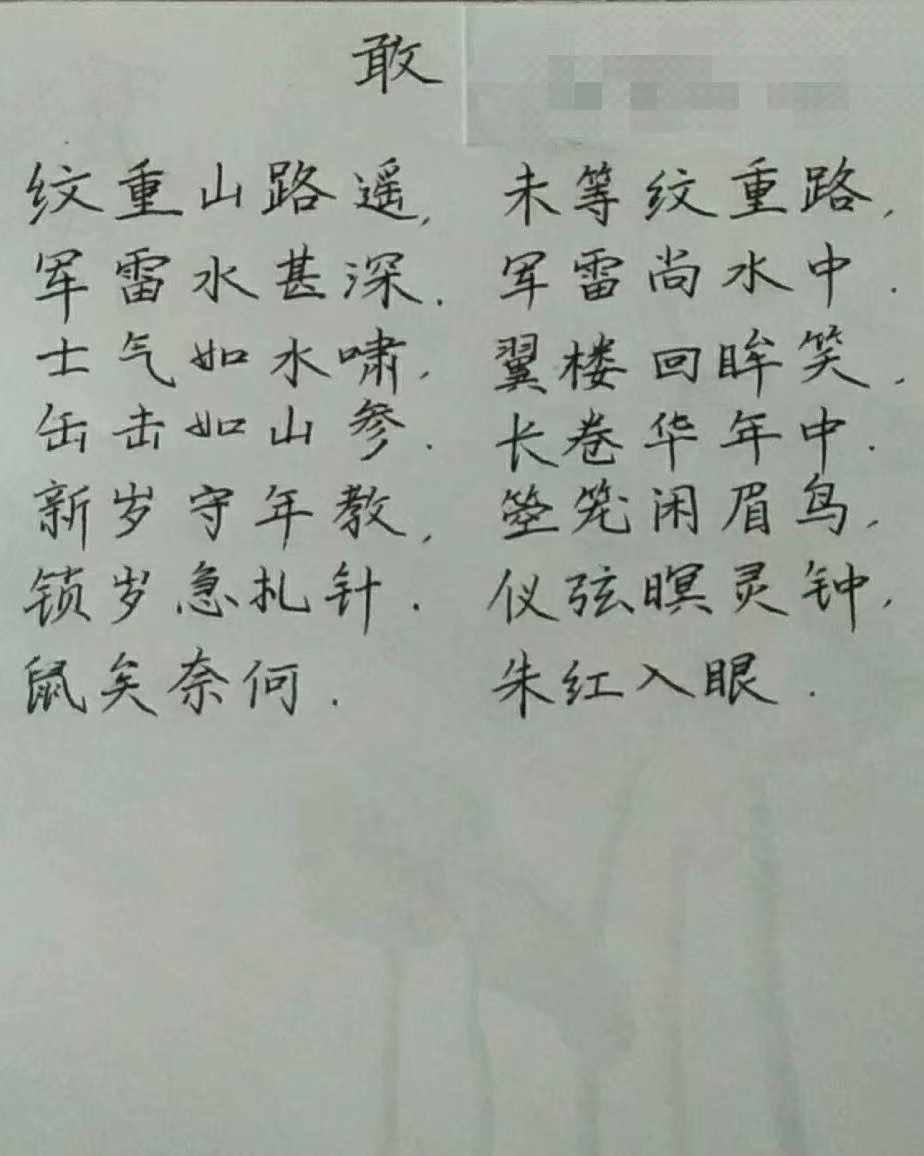 敢
纹重山路遥，
军雷水甚深．
士气如水啸，
缶击如山参．
新岁守年教，
锁岁急扎针．
鼠矣奈何．
未等纹重路，
军雷尚水中．
翼楼回眸笑，
长卷华年中．
笼闲眉鸟，
仪弦暝灵钟，
朱红入眼．